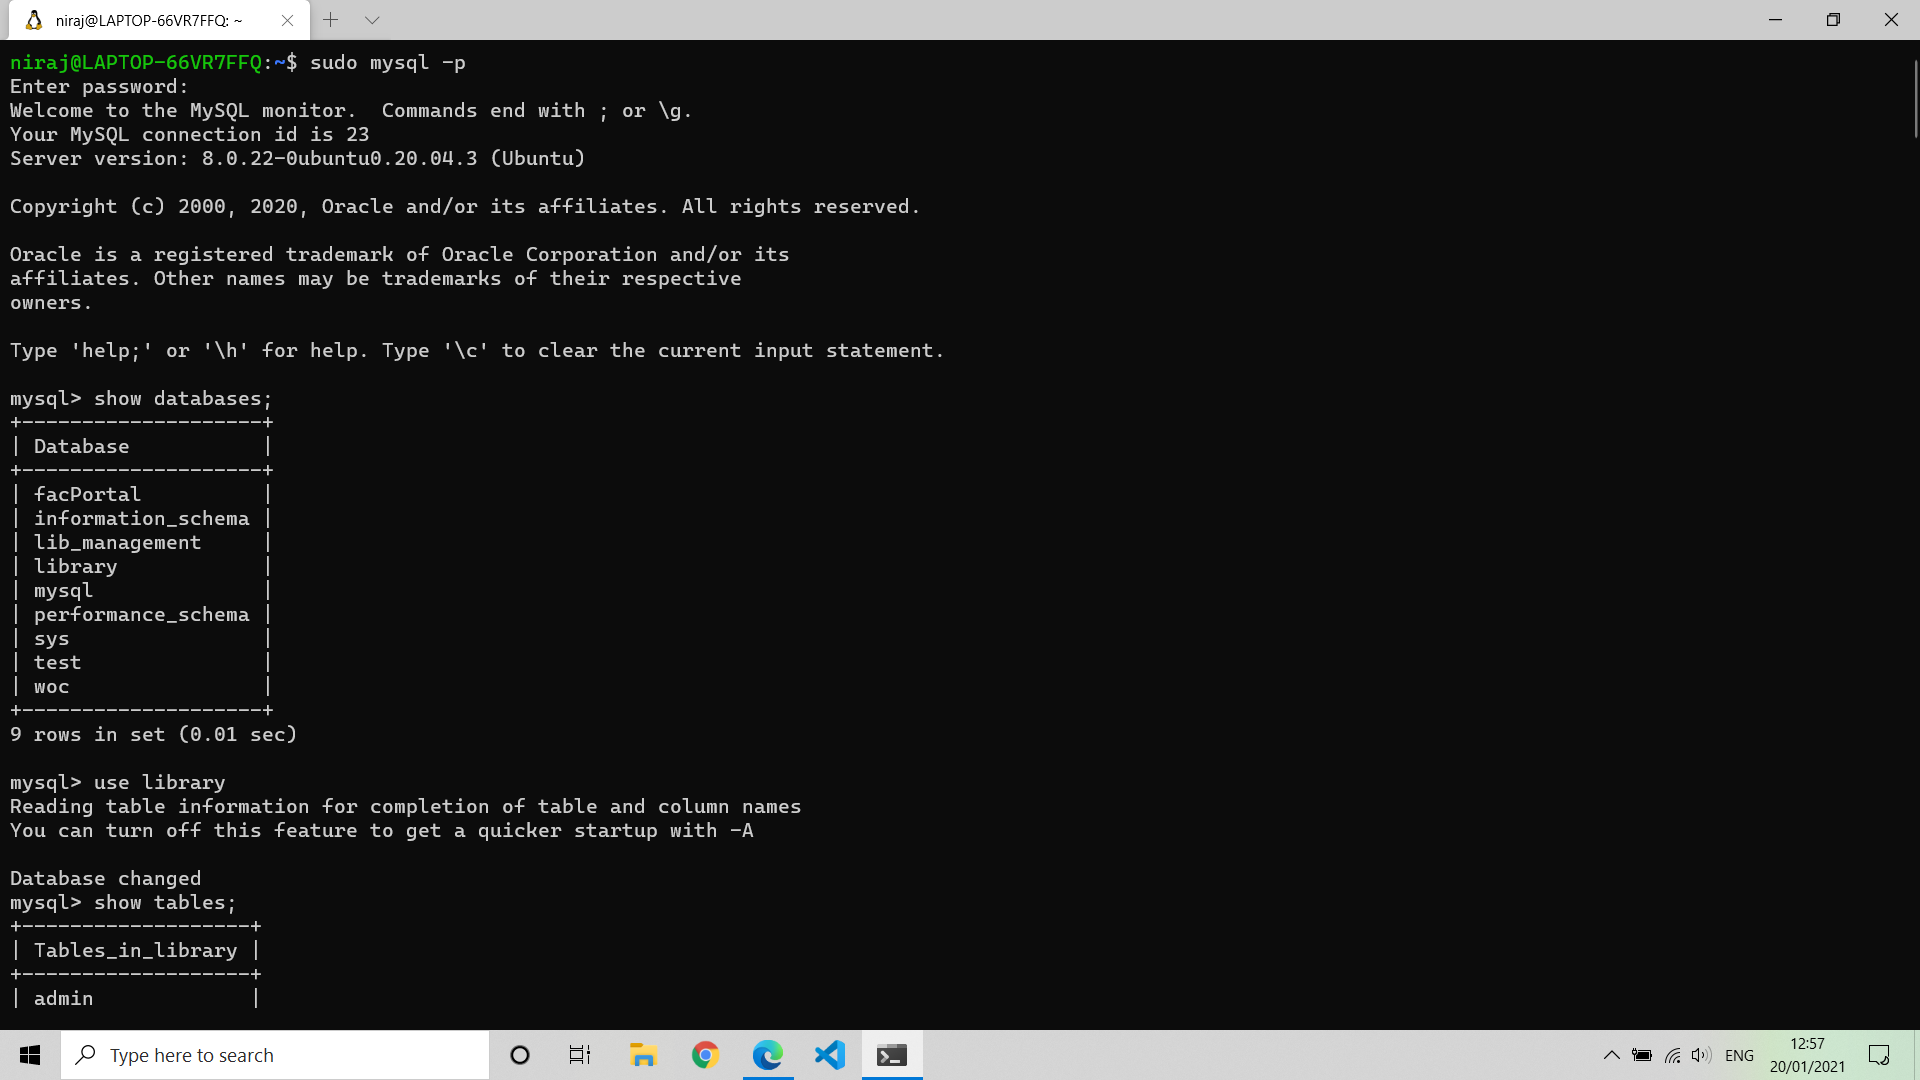 niraj@LAPTOP-66VR7FFQ: ~
niraj@LAPTOP-66VR7FFQ:~$ sudo mysql -p
Enter password:
Welcome to the MySQL monitor.  Commands end with ; or \g.
Your MySQL connection id is 23
Server version: 8.0.22-0ubuntu0.20.04.3 (Ubuntu)

Copyright (c) 2000, 2020, Oracle and/or its affiliates. All rights reserved.

Oracle is a registered trademark of Oracle Corporation and/or its
affiliates. Other names may be trademarks of their respective
owners.

Type 'help;' or '\h' for help. Type '\c' to clear the current input statement.

mysql> show databases;
+--------------------+
| Database           |
+--------------------+
| facPortal          |
| information_schema |
| lib_management     |
| library            |
| mysql              |
| performance_schema |
| sys                |
| test               |
| woc                |
+--------------------+
9 rows in set (0.01 sec)

mysql> use library
Reading table information for completion of table and column names
You can turn off this feature to get a quicker startup with -A

Database changed
mysql> show tables;
+-------------------+
| Tables_in_library |
+-------------------+
| admin             |
Type here to search
ENG
12:57
20/01/2021